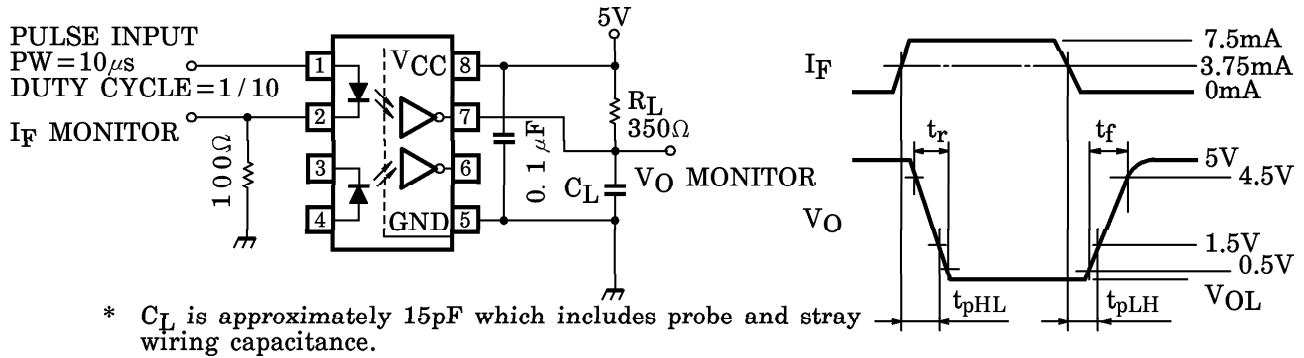 PULSE INPUT
PW=10μs
DUTY CYCLE=1/10
IF MONITOR
100Ω
1
2
3
4
VCC
8
7
6
GND
5
0.1μF
5V
RL
350Ω
VO MONITOR
CL
* CL is approximately 15pF which includes probe and stray
wiring capacitance.
IF
7.5mA
3.75mA
0mA
tr
tf
VO
5V
4.5V
1.5V
0.5V
VOL
tpHL
tpLH